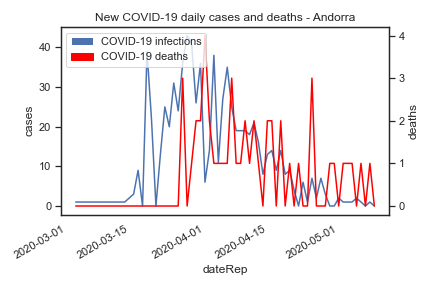 New COVID-19 daily cases and deaths - Andorra
COVID-19 infections
COVID-19 deaths
40
30
20
10
0
cases
4
3
2
1
0
deaths
2020-03-01
2020-03-15
2020-04-01
2020-04-15
2020-05-01
dateRep